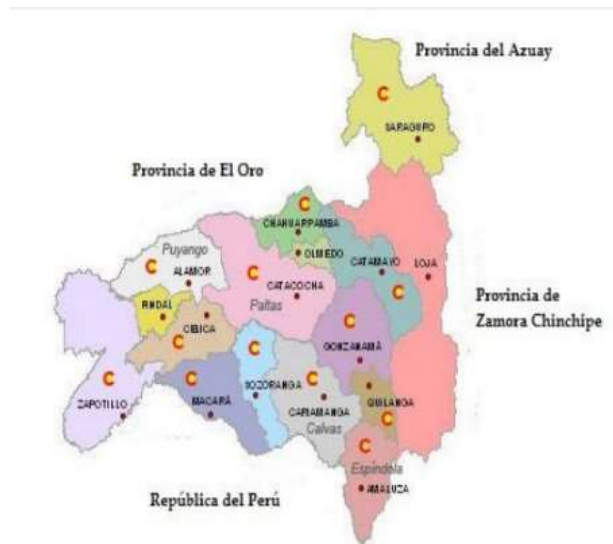 Provincia del Azuay
C
SARAGURO
Provincia de El Oro
C
CHAHUARPAMBA
Puyango
C
OLMEDO
CATAMAYO
LOJA
ALAMOR
C
CATACOCHA
C
Provincia de
Zamora Chinchipe
PINDAL
Paltas
C
CELICA
C
C
GONZANAMÁ
C
C
C
SOZORANGA
C
QUILANGA
ZAPOTILLO
MACARÁ
CARIAMANGA
C
Calvas
C
Espíndola
AMALUZA
República del Perú